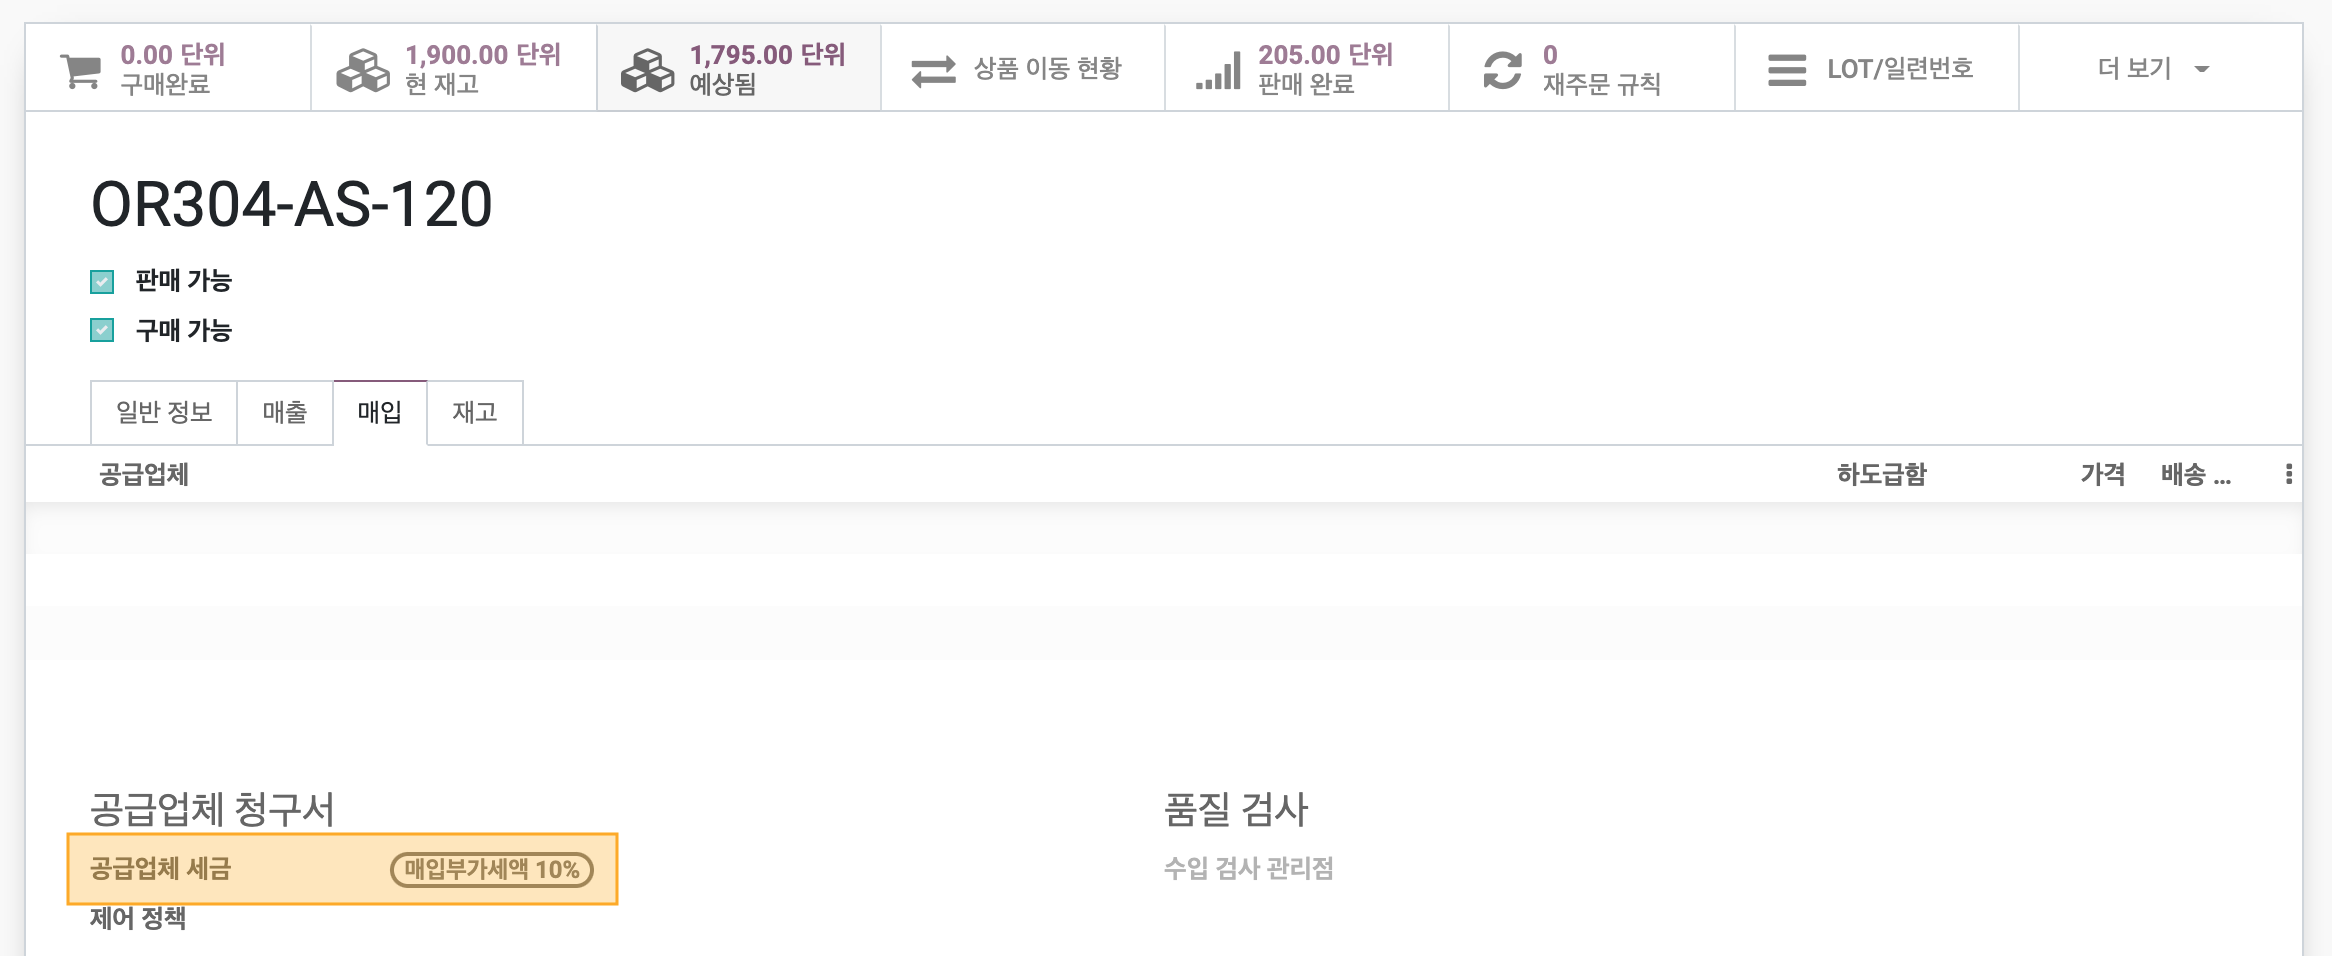 0.00 단위
구매완료
1,900.00 단위
현 재고
1,795.00 단위
예상됨
상품 이동 현황
205.00 단위
판매 완료
0
재주문 규칙
LOT/일련번호
더 보기
OR304-AS-120
판매 가능
구매 가능
일반 정보
매출
매입
재고
공급업체
하도급함
가격
배송 ...
공급업체 청구서
품질 검사
공급업체 세금
매입부가세액 10%
수입 검사 관리점
제어 정책